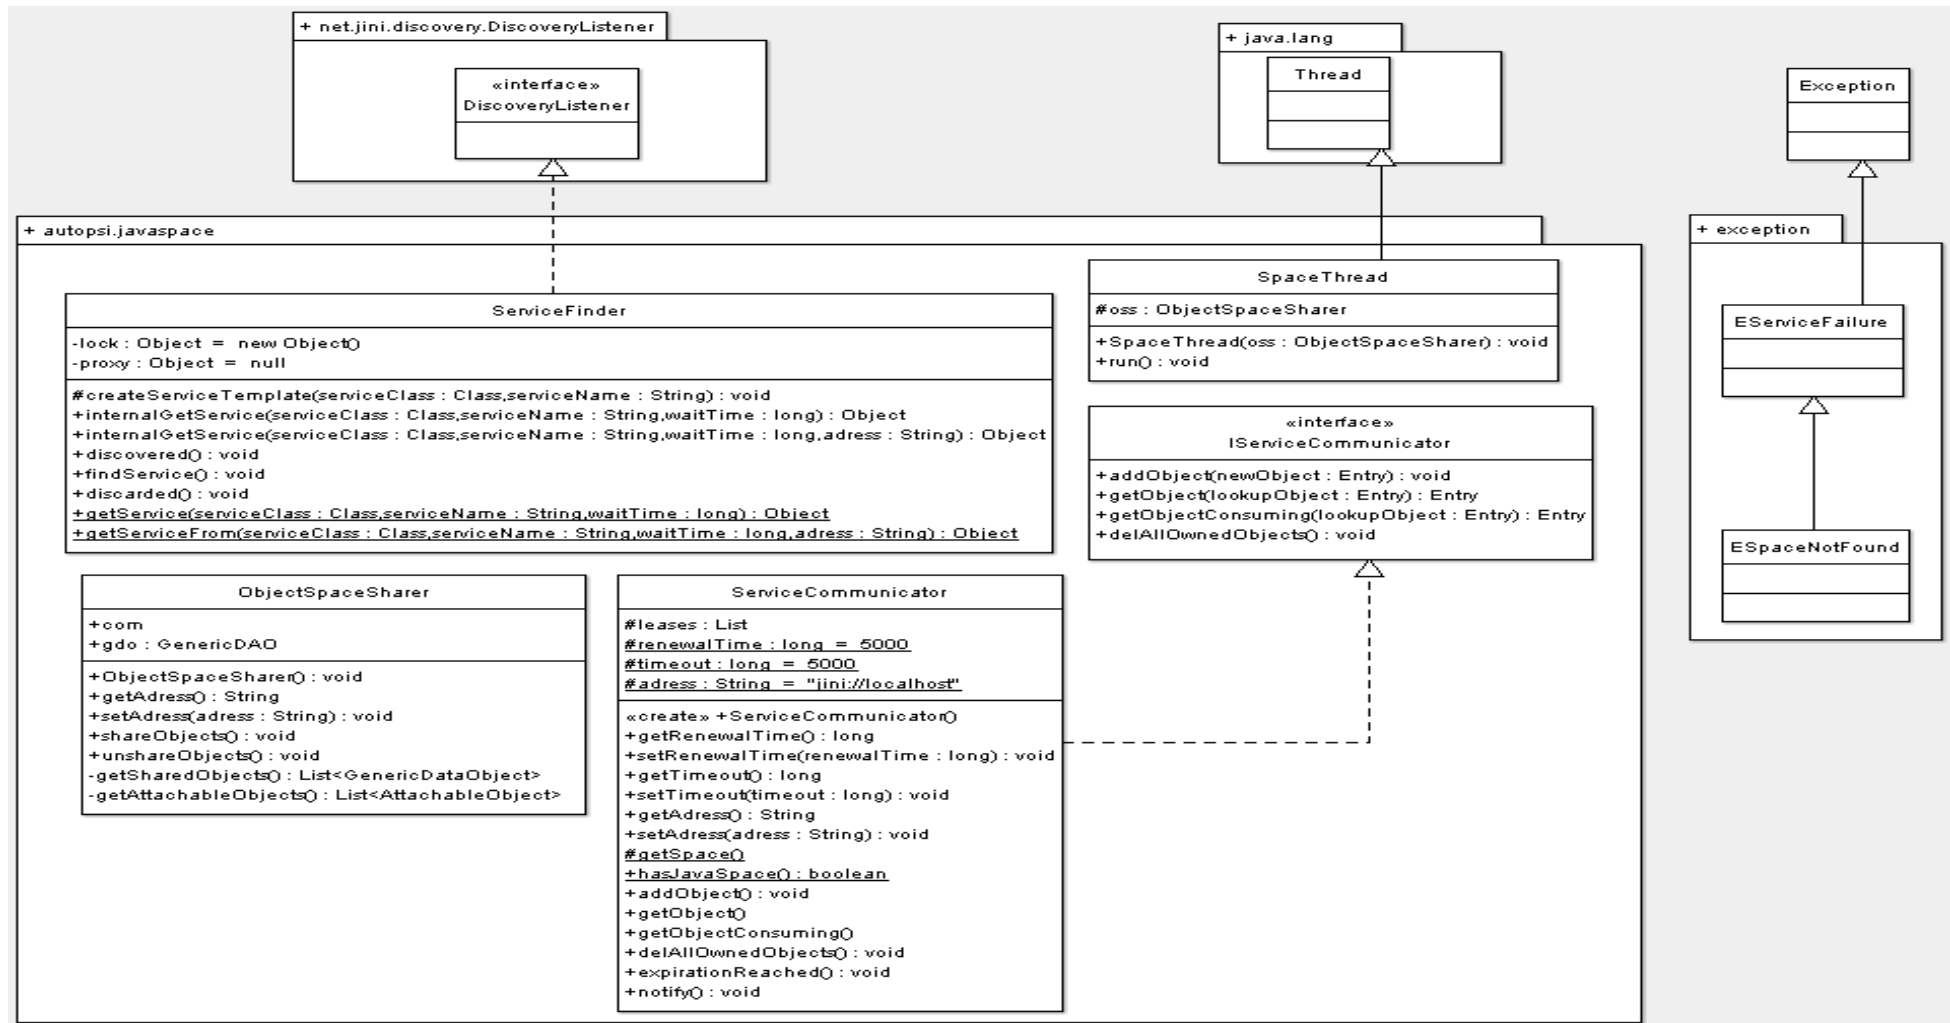 + net.jini.discovery.DiscoveryListener
«interface»
DiscoveryListener
+ java.lang
Thread
Exception
+ autopsi.javaspace
ServiceFinder
-lock : Object = new Object()
-proxy : Object = null
#createServiceTemplate(serviceClass : Class,serviceName : String) : void
+internalGetService(serviceClass : Class,serviceName : String,waitTime : long) : Object
+internalGetService(serviceClass : Class,serviceName : String,waitTime : long,adress : String) : Object
+discovered() : void
+findService() : void
+discarded() : void
+getService(serviceClass : Class,serviceName : String,waitTime : long) : Object
+getServiceFrom(serviceClass : Class,serviceName : String,waitTime : long,adress : String) : Object
SpaceThread
#oss : ObjectSpaceSharer
+SpaceThread(oss : ObjectSpaceSharer) : void
+run() : void
«interface»
IServiceCommunicator
+addObject(newObject : Entry) : void
+getObject(lookupObject : Entry) : Entry
+getObjectConsuming(lookupObject : Entry) : Entry
+delAllOwnedObjects() : void
ObjectSpaceSharer
+com
+gdo : GenericDAO
+ObjectSpaceSharer() : void
+getAdress() : String
+setAdress(adress : String) : void
+shareObjects() : void
+unshareObjects() : void
-getSharedObjects() : List<GenericDataObject>
-getAttachableObjects() : List<AttachableObject>
ServiceCommunicator
#leases : List
#renewalTime : long = 5000
#timeout : long = 5000
#adress : String = "jini://localhost"
«create» +ServiceCommunicator()
+getRenewalTime() : long
+setRenewalTime(renewalTime : long) : void
+getTimeout() : long
+setTimeout(timeout : long) : void
+getAdress() : String
+setAdress(adress : String) : void
#getSpace()
+hasJavaSpace() : boolean
+addObject() : void
+getObject()
+getObjectConsuming()
+delAllOwnedObjects() : void
+expirationReached() : void
+notify() : void
+ exception
EServiceFailure
ESpaceNotFound